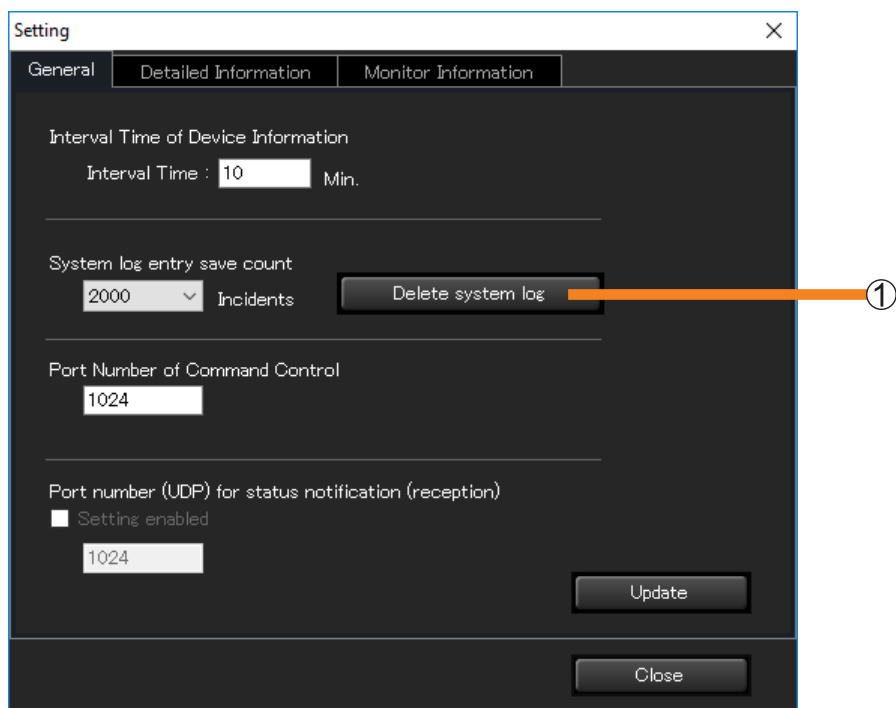 Setting
General Detailed Information Monitor Information
Interval Time of Device Information
Interval Time : 10 Min.
System log entry save count
2000 Incidents Delete system log ①
Port Number of Command Control
1024
Port number (UDP) for status notification (reception)
Setting enabled
1024
Update
Close